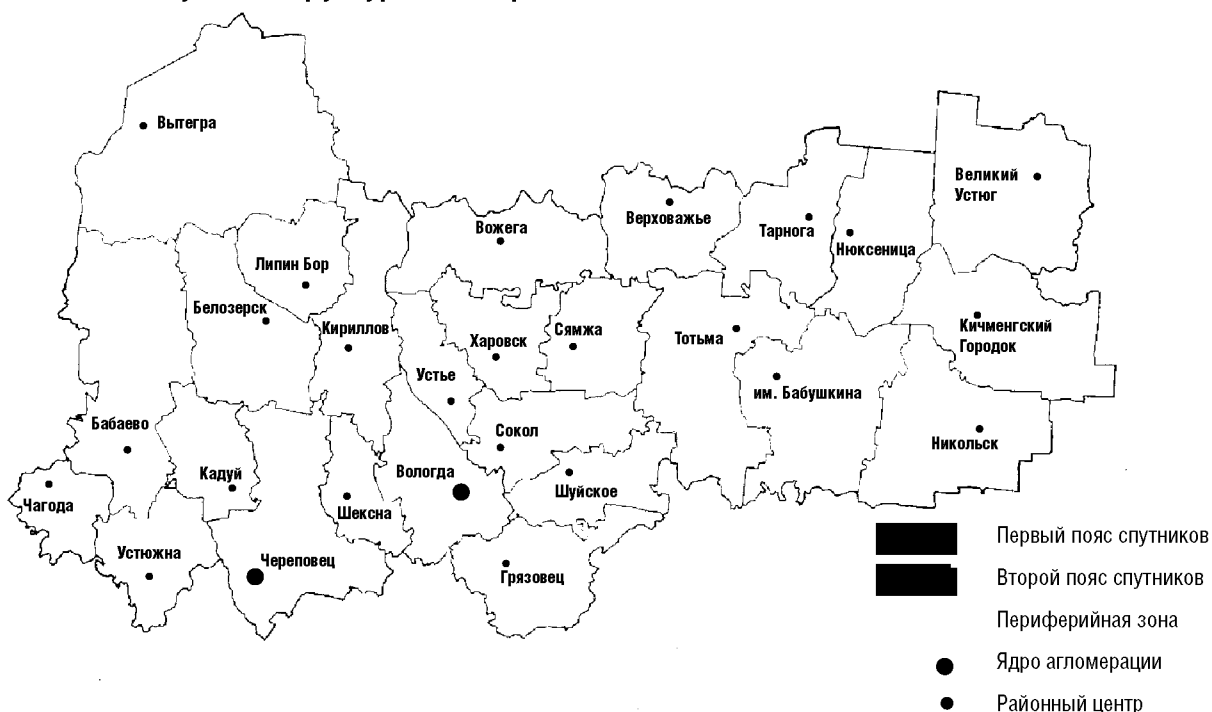 Вытегра
Великий
Устюг
Верховажье
Тарнога
Вожега
Нюксеница
Липин Бор
Белозерск
Кириллов
Харовск
Сямжа
Тотьма
Кичменгский
Городок
Устье
им. Бабушкина
Бабаево
Сокол
Никольск
Кадуй
Вологда
Шуйское
Чагода
Шексна
Устюжна
Череповец
Грязовец
Первый пояс спутников
Второй пояс спутников
Периферийная зона
Ядро агломерации
Районный центр